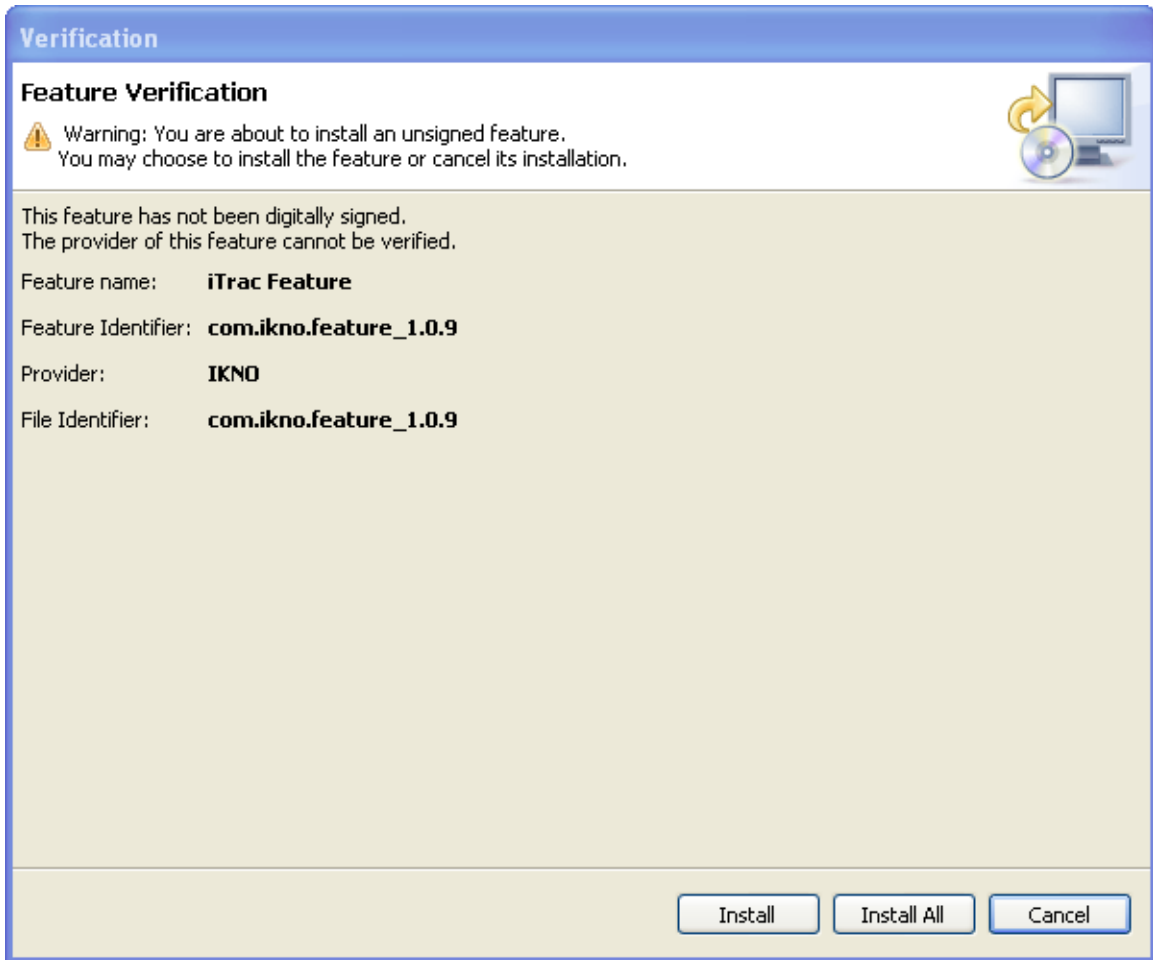 Verification
Feature Verification
Warning: You are about to install an unsigned feature.
You may choose to install the feature or cancel its installation.
This feature has not been digitally signed.
The provider of this feature cannot be verified.
Feature name: iTrac Feature
Feature Identifier: com.ikno.feature_1.0.9
Provider: IKNO
File Identifier: com.ikno.feature_1.0.9
Install Install All Cancel